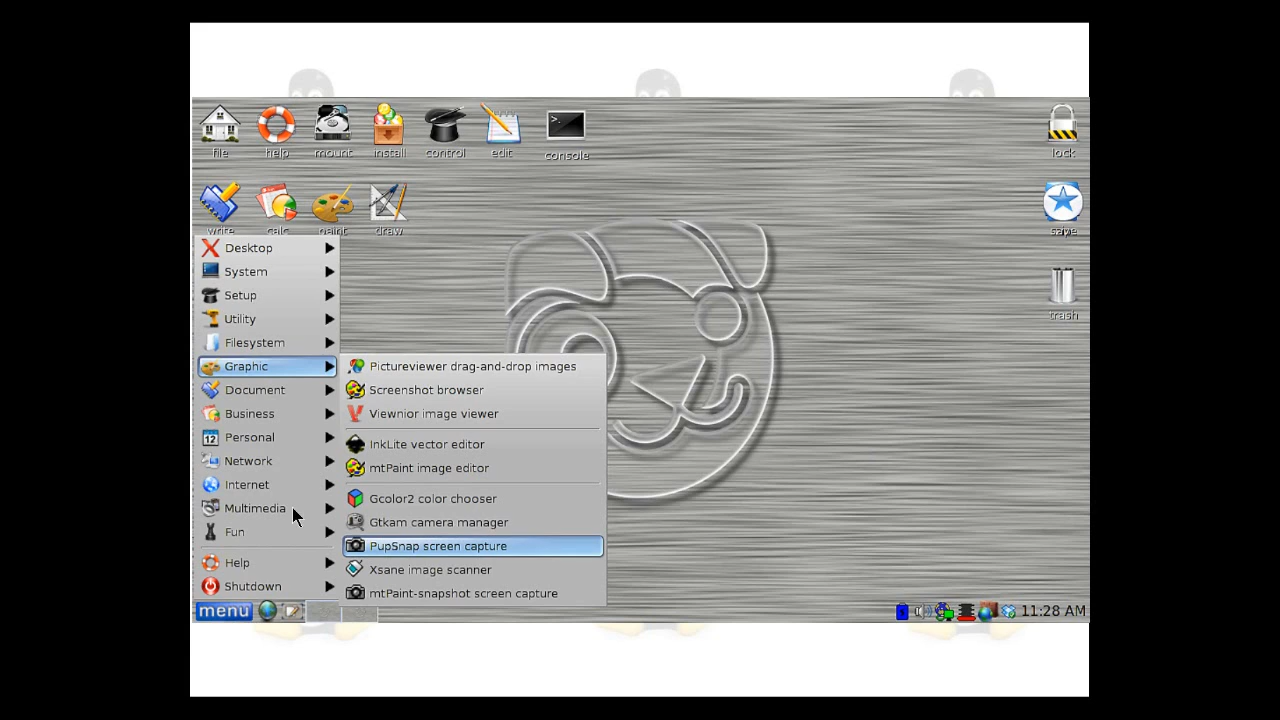 file help mount install control edit console lock
write calc paint draw save
Desktop
System
Setup
trash
Utility
Filesystem
Graphic
Pictureviewer drag-and-drop images
Document
Screenshot browser
Business
Viewnior image viewer
Personal
InkLite vector editor
Network
mtPaint image editor
Internet
Gcolor2 color chooser
Multimedia
Gtkam camera manager
Fun
PupSnap screen capture
Help
Xsane image scanner
Shutdown
mtPaint-snapshot screen capture
menu 11:28 AM